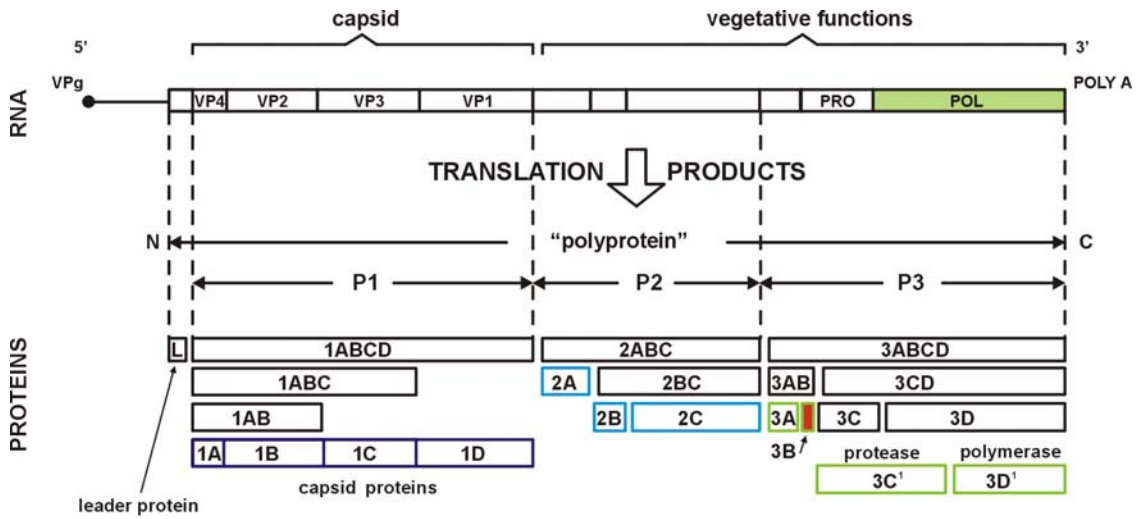 capsid vegetative functions
5' 3'
VPg POLY A
RNA
VP4 VP2 VP3 VP1 PRO POL
TRANSLATION PRODUCTS
N “polyprotein” C
P1 P2 P3
PROTEINS
L 1ABCD 2ABC 3ABCD
1ABC 2A 2BC 3AB 3CD
1AB 2B 2C 3A 3C 3D
3B protease polymerase
1A 1B 1C 1D
3C¹ 3D¹
capsid proteins
leader protein